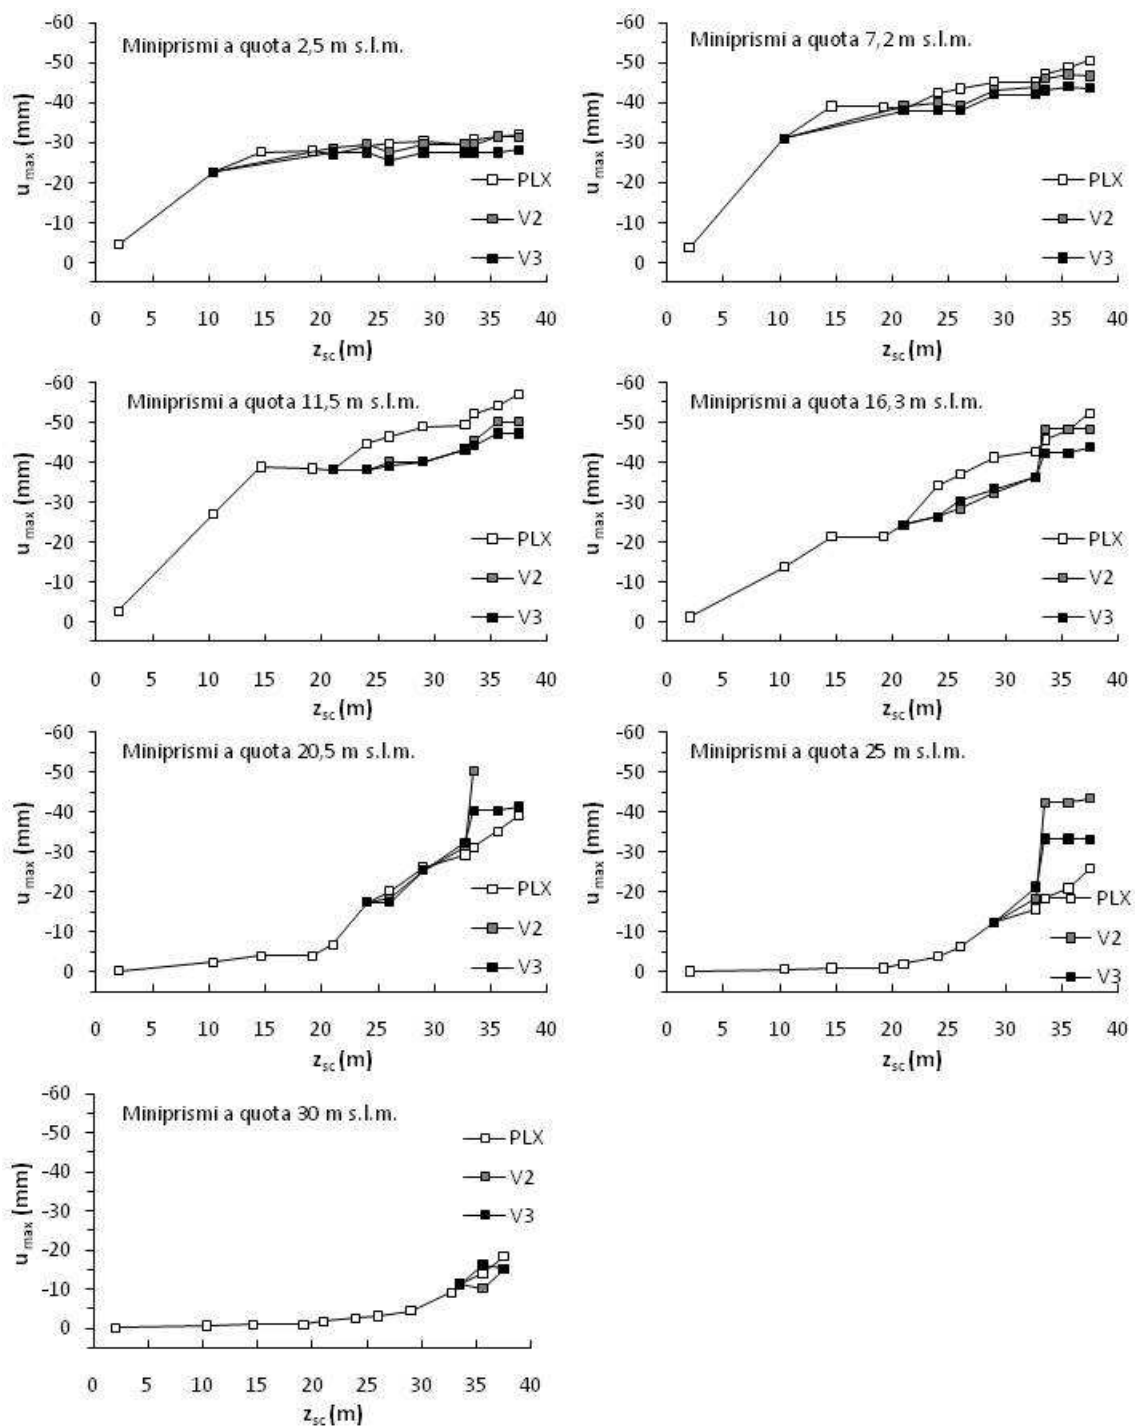 Miniprismi a quota 2,5 m s.l.m.
-60
-50
-40
-30
-20
-10
0
u max (mm)
PLX
V2
V3
0 5 10 15 20 25 30 35 40
z sc (m)
Miniprismi a quota 7,2 m s.l.m.
-60
-50
-40
-30
-20
-10
0
u max (mm)
PLX
V2
V3
0 5 10 15 20 25 30 35 40
z sc (m)
Miniprismi a quota 11,5 m s.l.m.
-60
-50
-40
-30
-20
-10
0
u max (mm)
PLX
V2
V3
0 5 10 15 20 25 30 35 40
z sc (m)
Miniprismi a quota 16,3 m s.l.m.
-60
-50
-40
-30
-20
-10
0
u max (mm)
PLX
V2
V3
0 5 10 15 20 25 30 35 40
z sc (m)
Miniprismi a quota 20,5 m s.l.m.
-60
-50
-40
-30
-20
-10
0
u max (mm)
PLX
V2
V3
0 5 10 15 20 25 30 35 40
z sc (m)
Miniprismi a quota 25 m s.l.m.
-60
-50
-40
-30
-20
-10
0
u max (mm)
PLX
V2
V3
0 5 10 15 20 25 30 35 40
z sc (m)
Miniprismi a quota 30 m s.l.m.
-60
-50
-40
-30
-20
-10
0
u max (mm)
PLX
V2
V3
0 5 10 15 20 25 30 35 40
z sc (m)